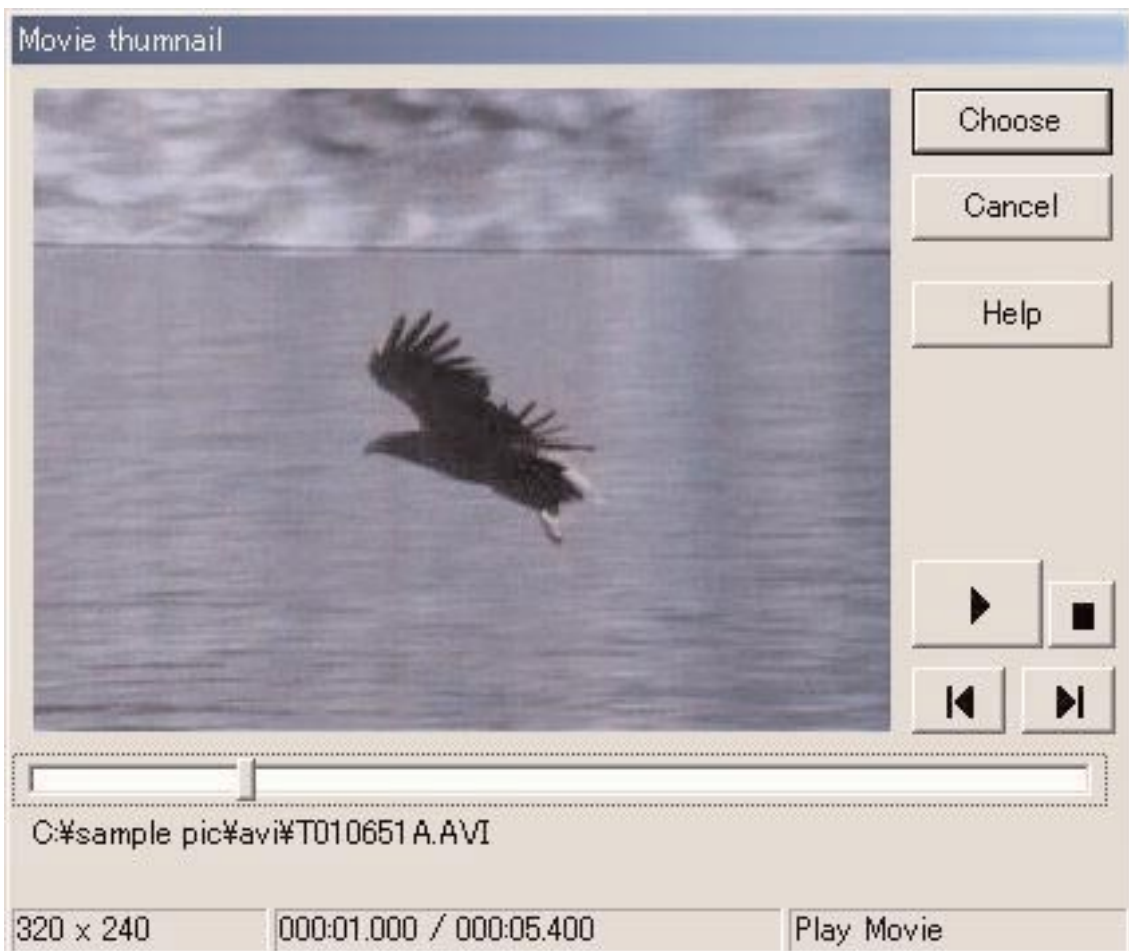 Movie thumnail
Choose
Cancel
Help
C:¥sample pic¥avi¥T010651A.AVI
320 x 240
000:01.000 / 000:05.400
Play Movie